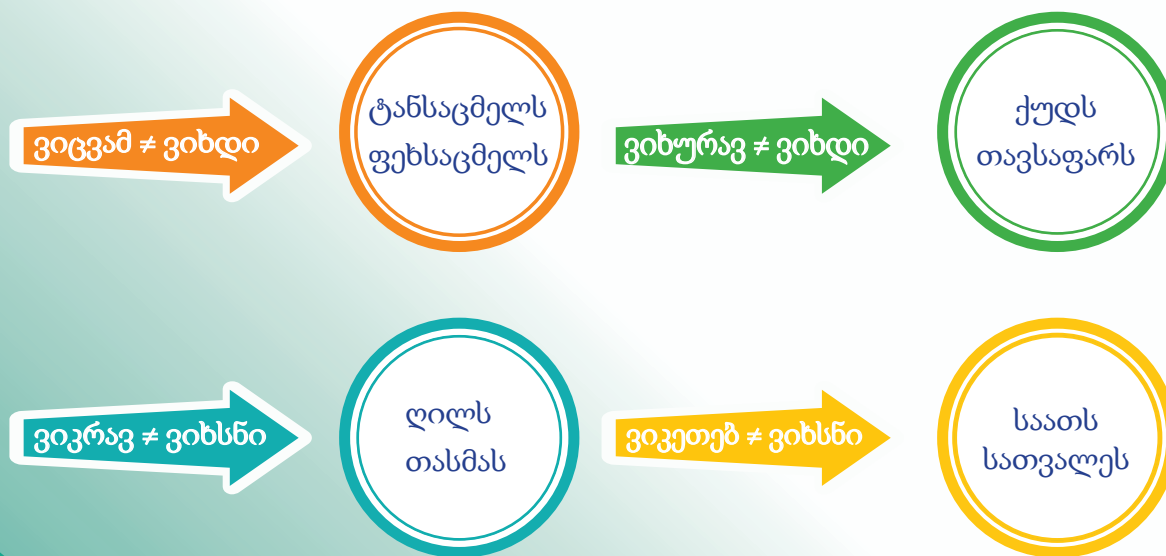 ვიცვამ ≠ ვიხდი
ტანსაცმელს
ფეხსაცმელს
ვიხურავ ≠ ვიხდი
ქუდს
თავსაფარს
ვიკრავ ≠ ვიხსნი
ღილს
თასმას
ვიკეთებ ≠ ვიხსნი
საათს
სათვალეს